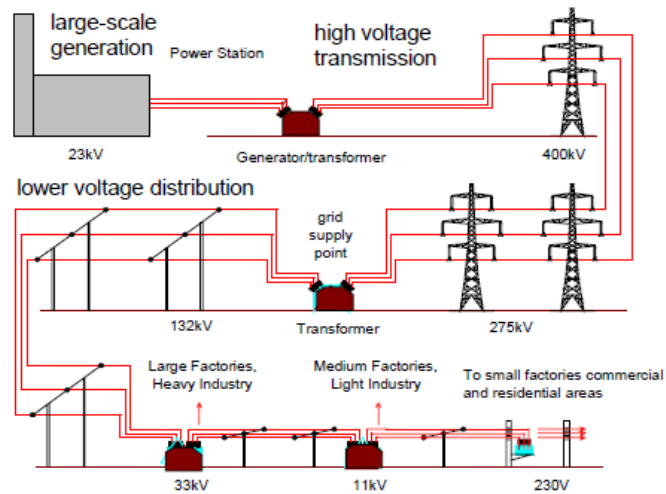 large-scale
generation
Power Station
high voltage
transmission
23kV
Generator/transformer
400kV
lower voltage distribution
grid
supply
point
132kV
Transformer
275kV
Large Factories,
Heavy Industry
Medium Factories,
Light Industry
To small factories commercial
and residential areas
33kV
11kV
230V